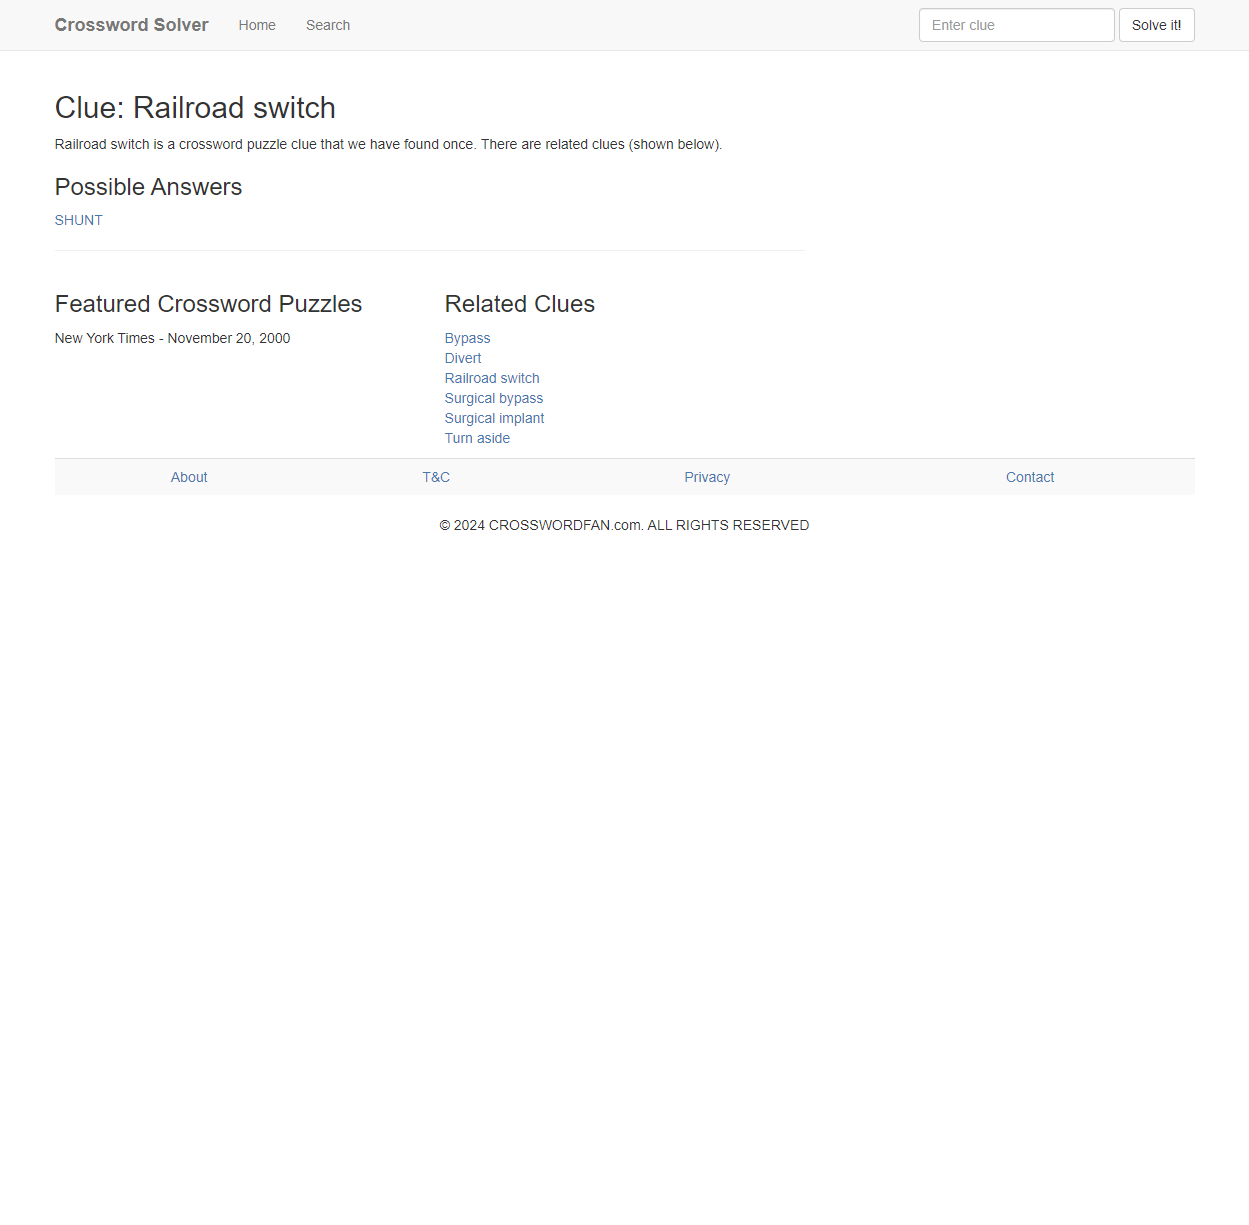 Crossword Solver Home Search Enter clue Solve it!
Clue: Railroad switch
Railroad switch is a crossword puzzle clue that we have found once. There are related clues (shown below).
Possible Answers
SHUNT
Featured Crossword Puzzles
New York Times - November 20, 2000
Related Clues
Bypass
Divert
Railroad switch
Surgical bypass
Surgical implant
Turn aside
About T&C Privacy Contact
© 2024 CROSSWORDFAN.com. ALL RIGHTS RESERVED